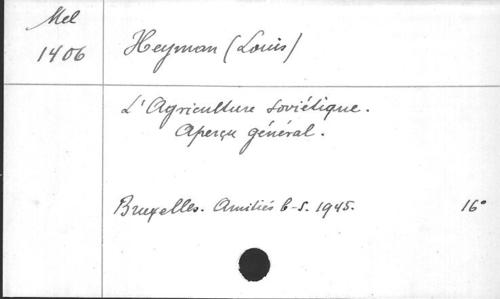 Mel
1406
Heyman (Louis)
L'Agriculture soviétique.
Aperçu général.
Bruxelles. Amitiés b-s. 1945. 16°